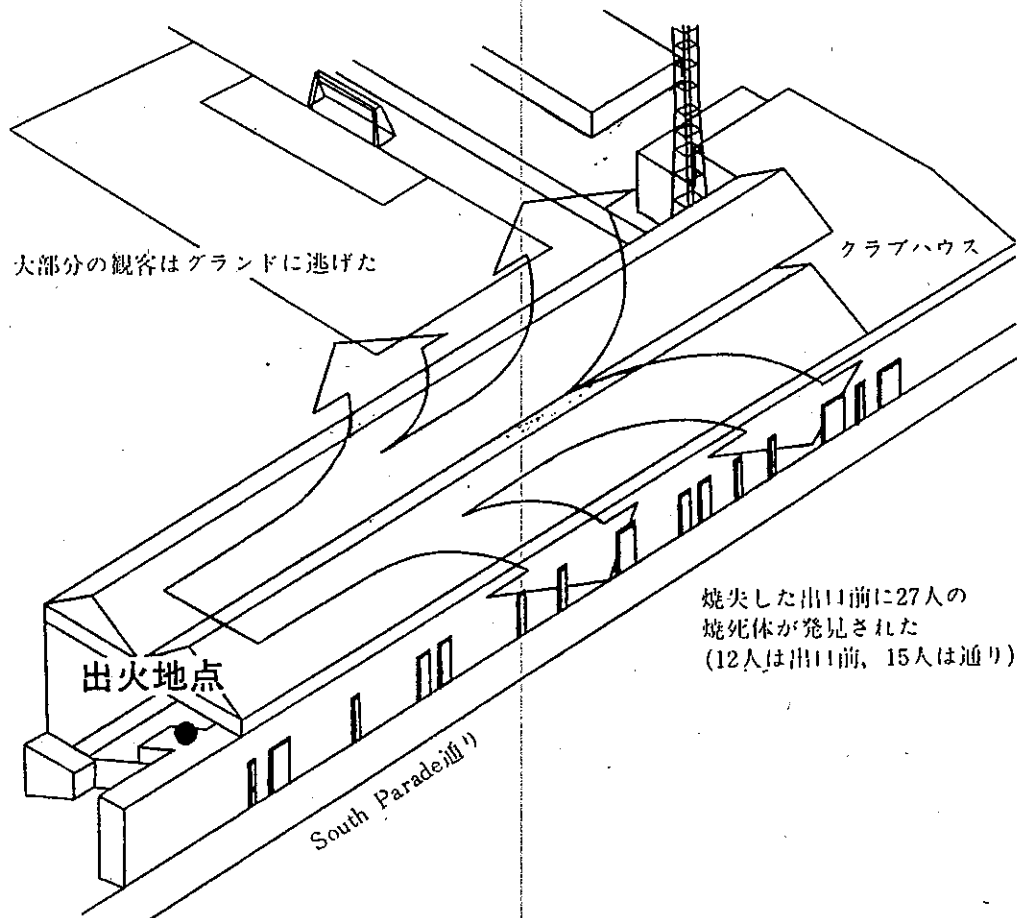 大部分の観客はグランドに逃げた
クラブハウス
焼失した出口前に27人の
焼死体が発見された
(12人は出口前, 15人は通り)
出火地点
South Parade通り